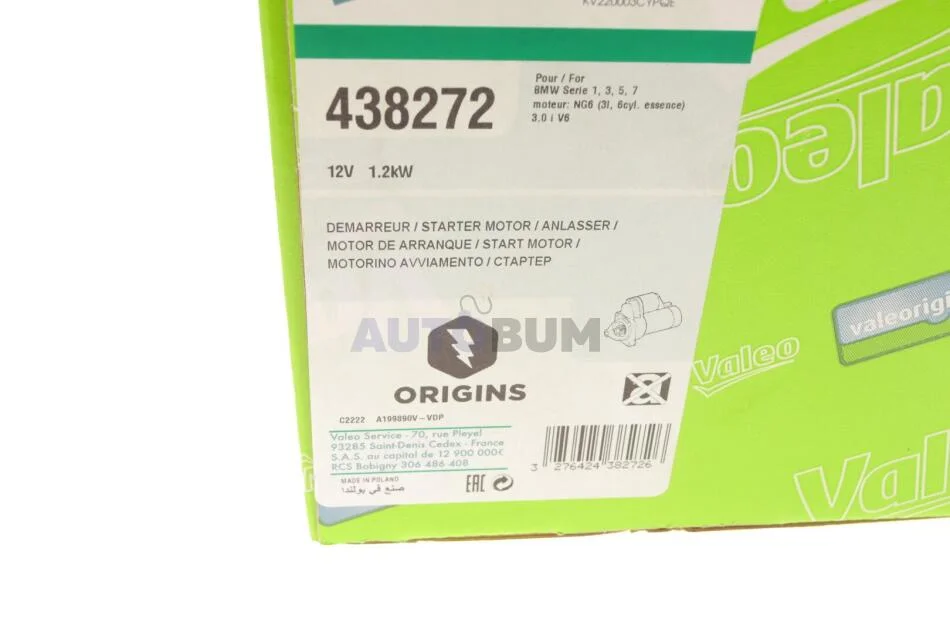 KV220003CYPQE
438272
Pour / For
BMW Serie 1, 3, 5, 7
moteur: NG6 (3l, 6cyl. essence)
3.0 i V6
12V 1.2kW
DEMARREUR / STARTER MOTOR / ANLASSER /
MOTOR DE ARRANQUE / START MOTOR /
MOTORINO AVVIAMENTO / СТАРТЕР
AUTOBUM
ORIGINS
C2222 A199890V-VDP
Valeo Service - 70, rue Pleyel
93285 Saint-Denis Cedex - France
S.A.S. au capital de 12 900 000€
RCS Bobigny 306 486 408
MADE IN POLAND
صنع في بولندا
EAC
3 276424 382726
Valeo
valeorigi
Valeo
Val